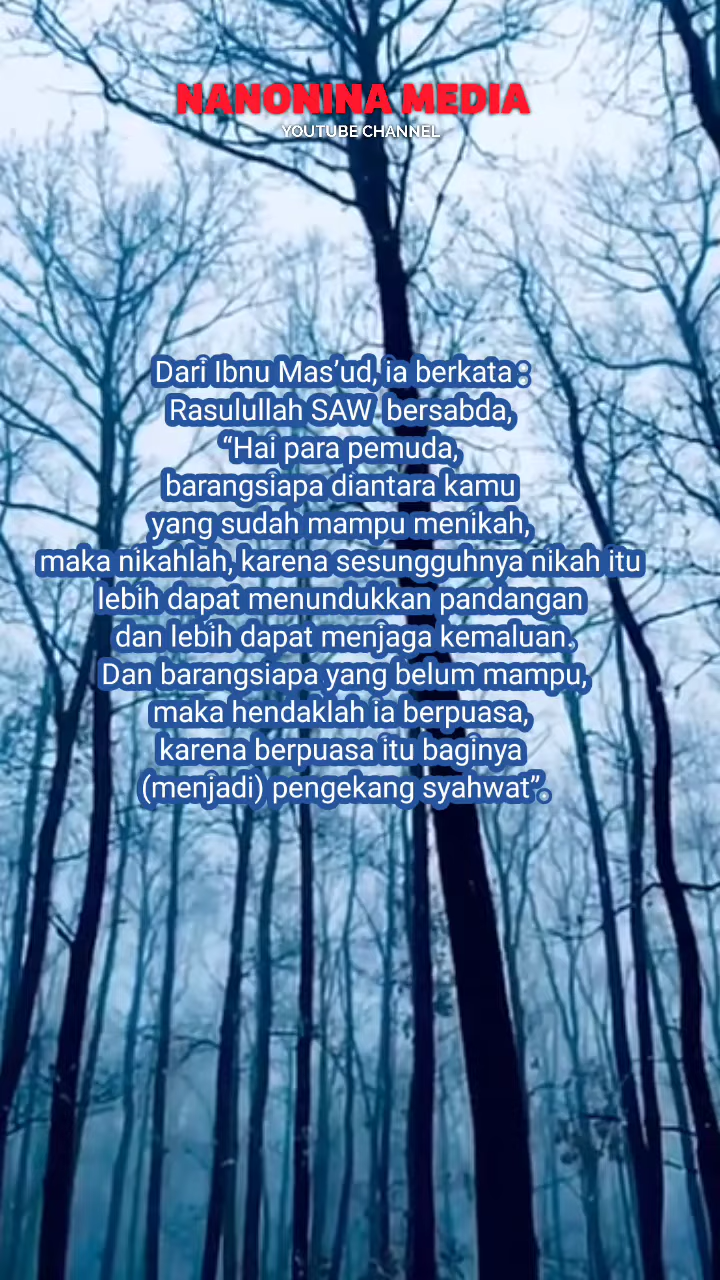 NANONINA MEDIA
YOUTUBE CHANNEL
Dari Ibnu Mas’ud, ia berkata :
Rasulullah SAW bersabda,
“Hai para pemuda,
barangsiapa diantara kamu
yang sudah mampu menikah,
maka nikahlah, karena sesungguhnya nikah itu
lebih dapat menundukkan pandangan
dan lebih dapat menjaga kemaluan.
Dan barangsiapa yang belum mampu,
maka hendaklah ia berpuasa,
karena berpuasa itu baginya
(menjadi) pengekang syahwat”.